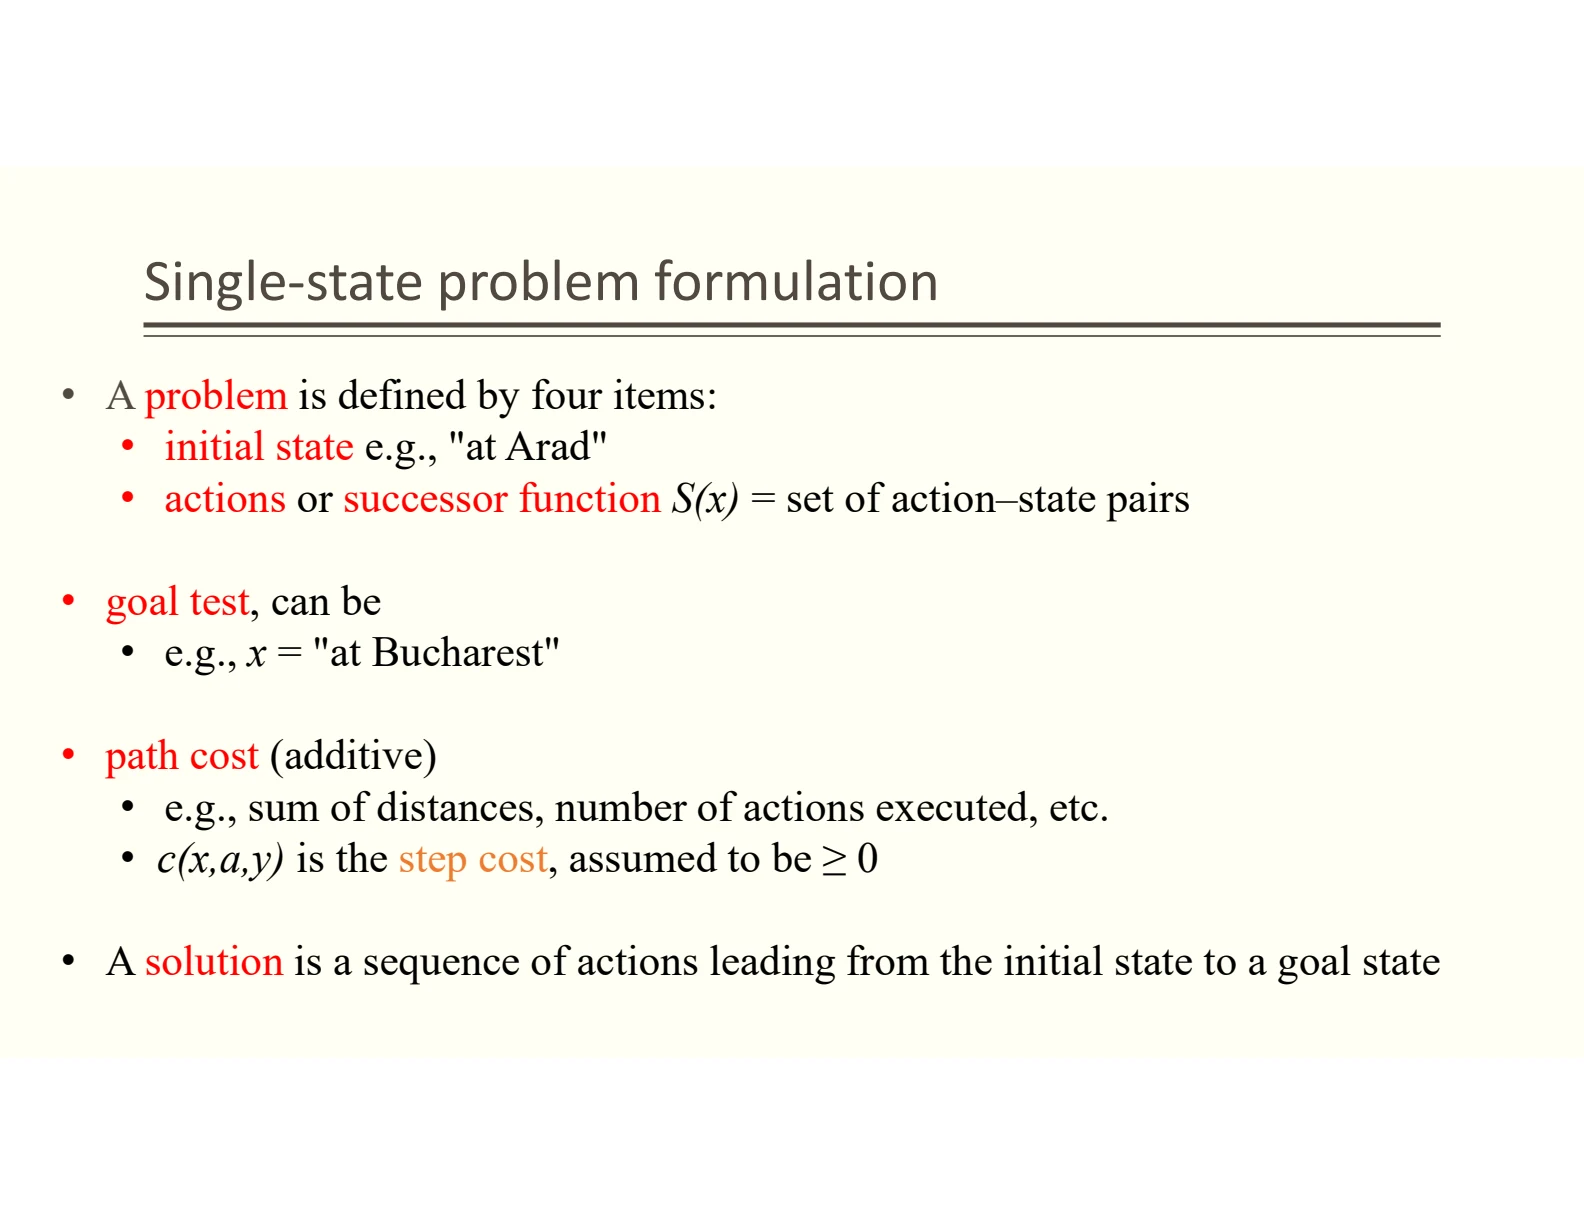 Single-state problem formulation
• A problem is defined by four items:
• initial state e.g., "at Arad"
• actions or successor function S(x) = set of action–state pairs
• goal test, can be
• e.g., x = "at Bucharest"
• path cost (additive)
• e.g., sum of distances, number of actions executed, etc.
• c(x,a,y) is the step cost, assumed to be ≥ 0
• A solution is a sequence of actions leading from the initial state to a goal state